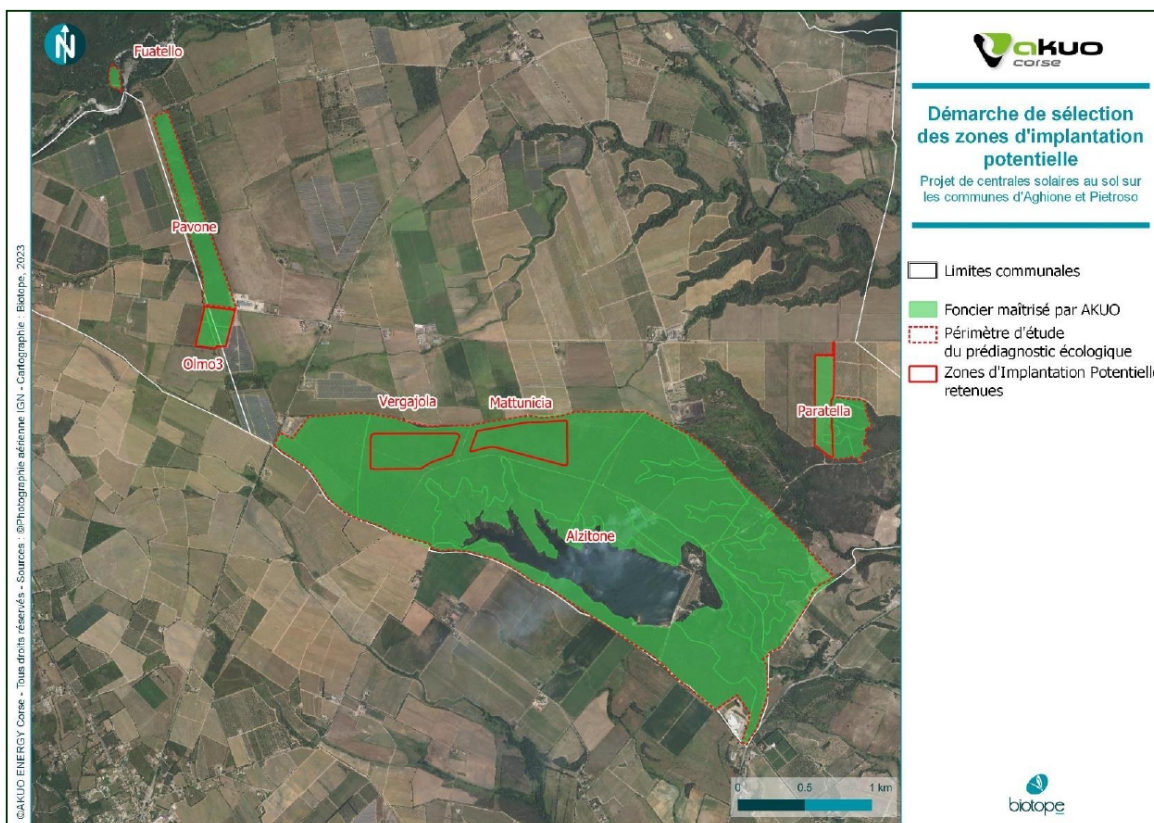 N
Fuatello
Pavone
Olmo3
Vergajola
Mattunicia
Paratella
Alzitone
0 0.5 1 km
©AKUO ENERGY Corse - Tous droits réservés - Sources : ©Photographie aérienne IGN - Cartographie : Biotope, 2023
akuo
corse
Démarche de sélection
des zones d'implantation
potentielle
Projet de centrales solaires au sol sur
les communes d'Aghione et Pietroso
Limites communales
Foncier maîtrisé par AKUO
Périmètre d'étude
du prédiagnostic écologique
Zones d'Implantation Potentielle
retenues
biotope